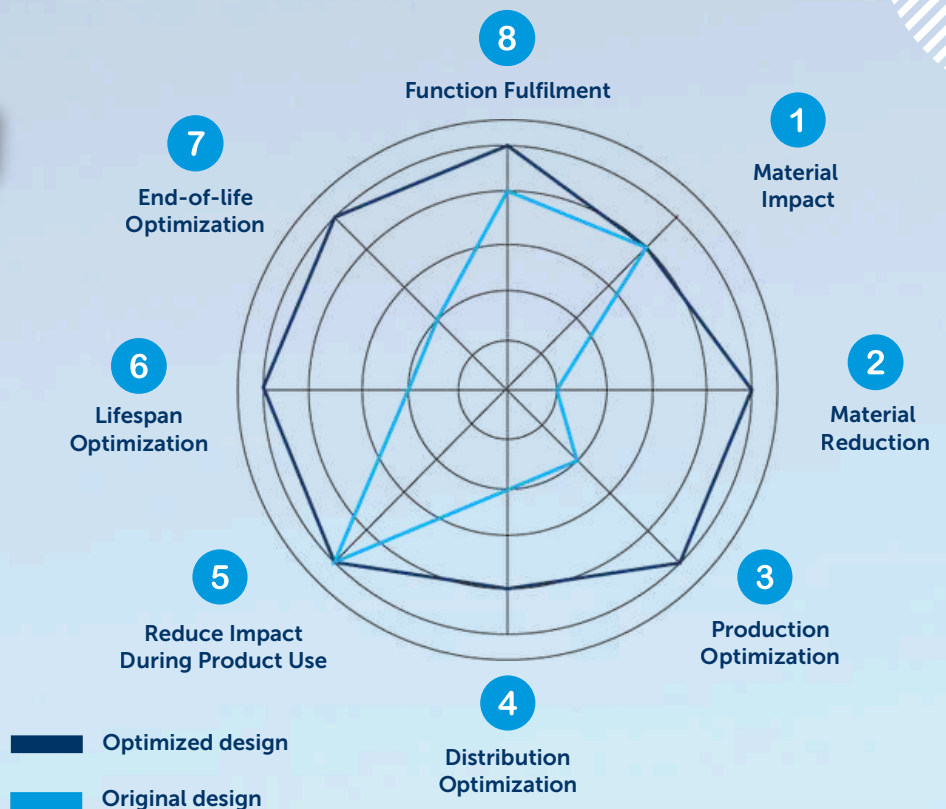 8
Function Fulfilment
1
Material
Impact
2
Material
Reduction
3
Production
Optimization
4
Distribution
Optimization
5
Reduce Impact
During Product Use
6
Lifespan
Optimization
7
End-of-life
Optimization
Optimized design
Original design